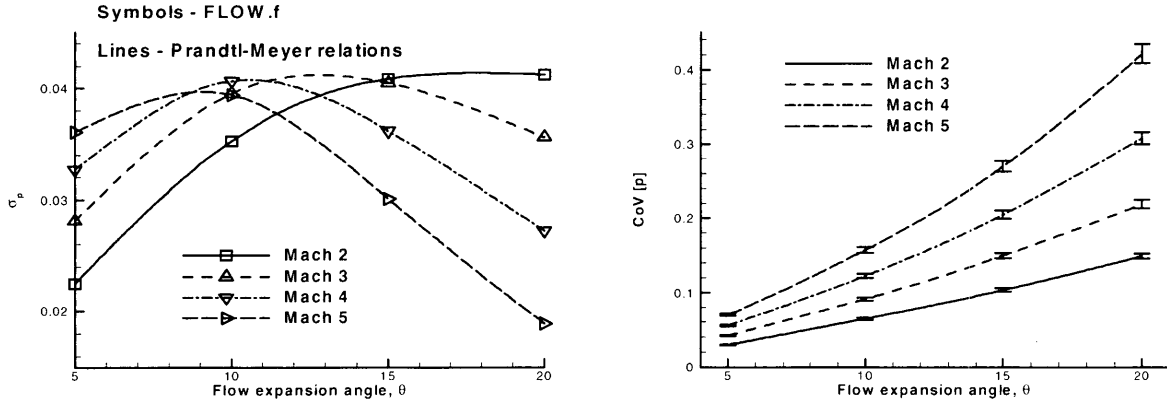 Symbols - FLOW.f
Lines - Prandtl-Meyer relations
0.04
0.03
0.02
σp
Mach 2
Mach 3
Mach 4
Mach 5
5
10
15
20
Flow expansion angle, θ
0.4
0.3
0.2
0.1
0
CoV [p]
Mach 2
Mach 3
Mach 4
Mach 5
5
10
15
20
Flow expansion angle, θ